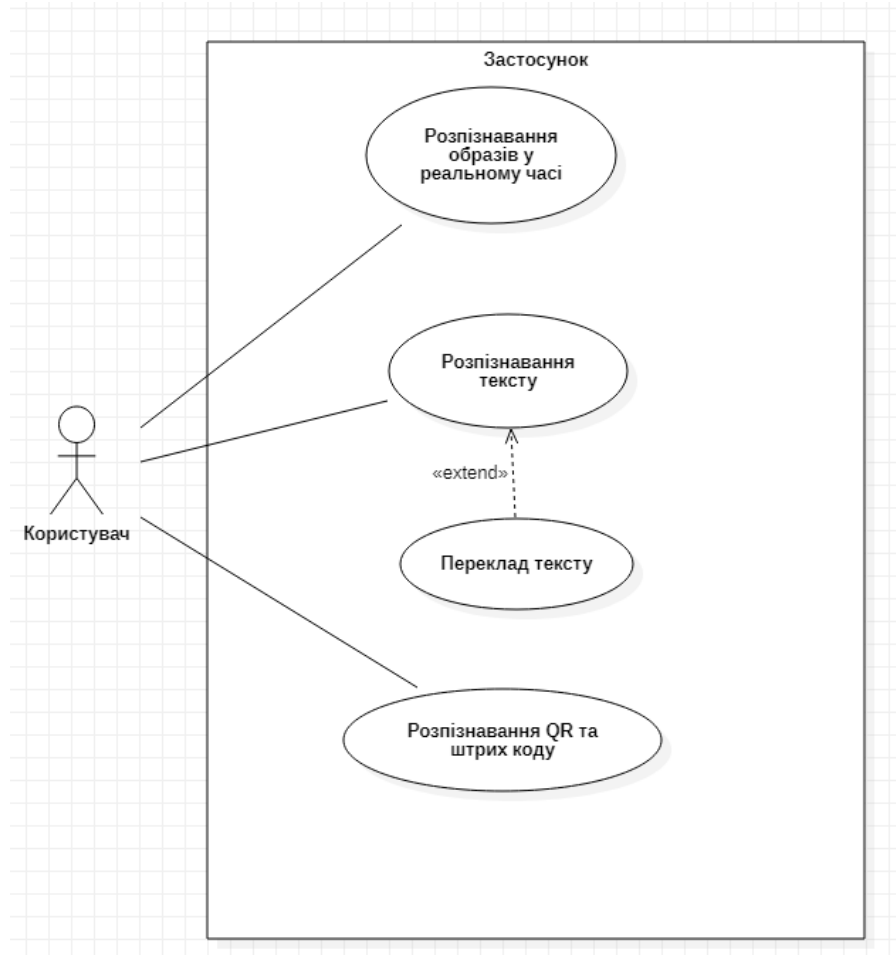 Застосунок
Розпізнавання
образів у
реальному часі
Розпізнавання
тексту
«extend»
Користувач
Переклад тексту
Розпізнавання QR та
штрих коду